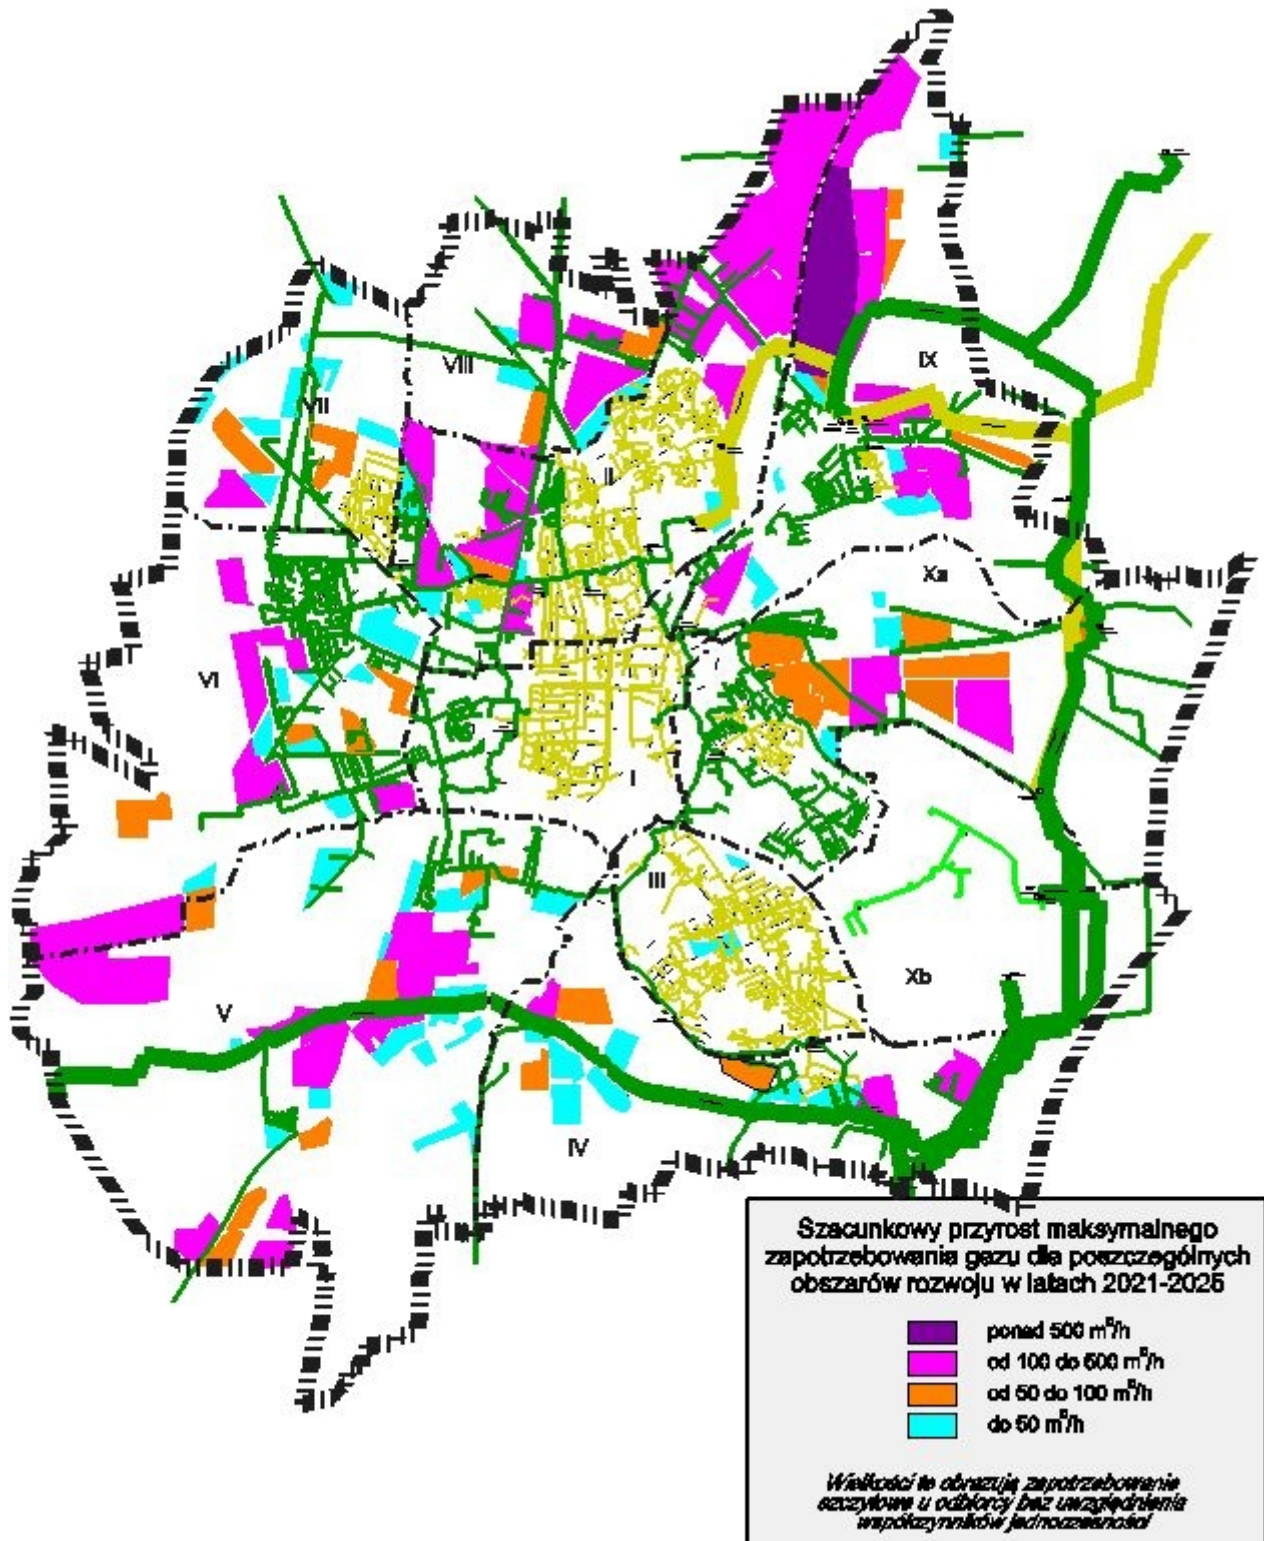 IX
VIII
VII
II
Xa
VI
I
III
Xb
V
IV
Szacunkowy przyrost maksymalnego
zapotrzebowania gazu dla poszczególnych
obszarów rozwoju w latach 2021-2025
ponad 500 m³/h
od 100 do 500 m³/h
od 50 do 100 m³/h
do 50 m³/h
Wielkości te obrazują zapotrzebowanie
szczytowe u odbiorcy bez uwzględnienia
współczynników jednoczesności